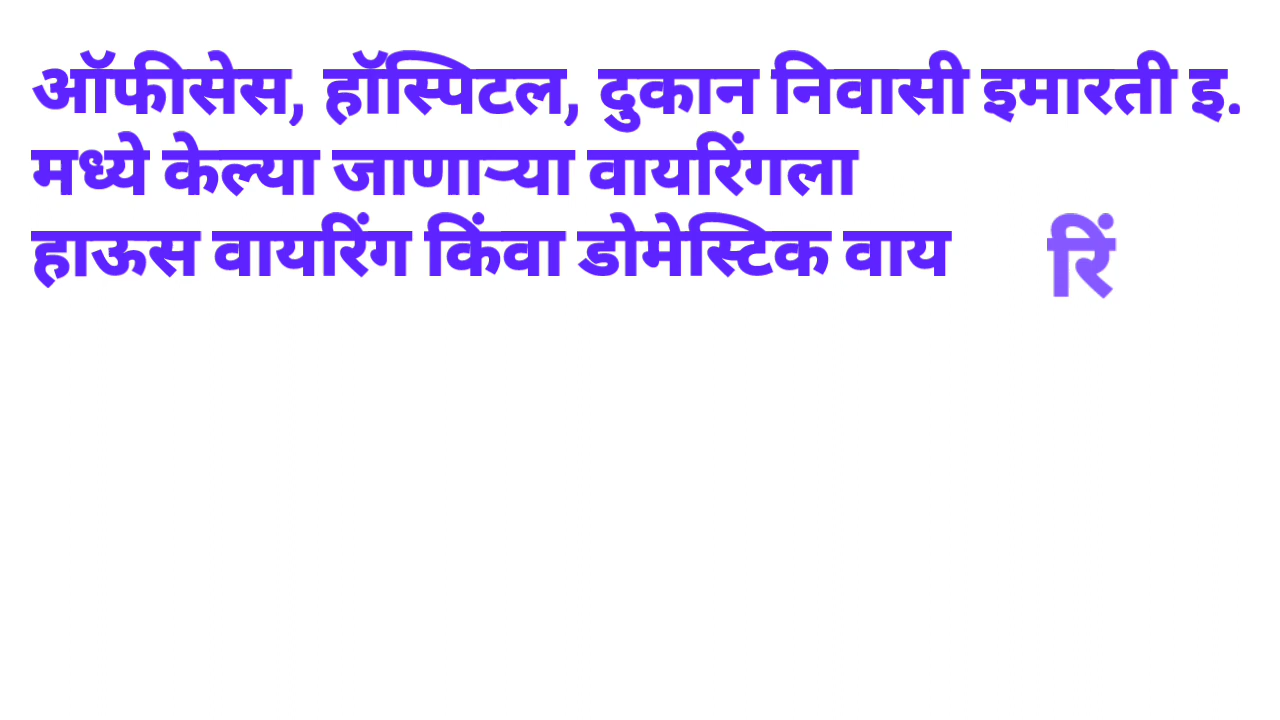 ऑफीसेस, हॉस्पिटल, दुकान निवासी इमारती इ.
मध्ये केल्या जाणाऱ्या वायरिंगला
हाऊस वायरिंग किंवा डोमेस्टिक वाय रिं